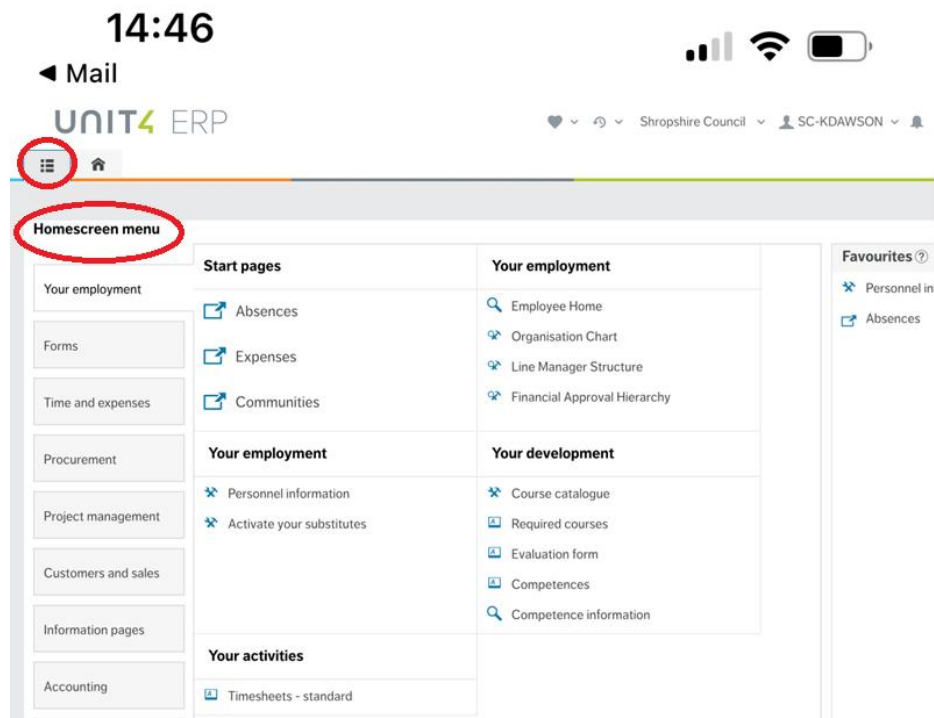 14:46
◀ Mail
UNIT4 ERP
Shropshire Council
SC-KDAWSON
Homescreen menu
Your employment
Forms
Time and expenses
Procurement
Project management
Customers and sales
Information pages
Accounting
Start pages
Absences
Expenses
Communities
Your employment
Employee Home
Organisation Chart
Line Manager Structure
Financial Approval Hierarchy
Your employment
Personnel information
Activate your substitutes
Your development
Course catalogue
Required courses
Evaluation form
Competences
Competence information
Your activities
Timesheets - standard
Favourites ?
Personnel in
Absences